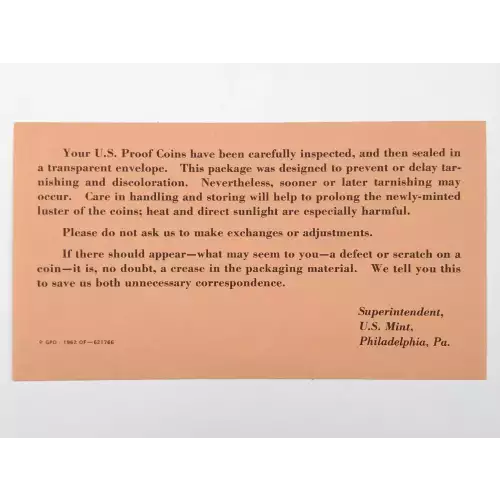 Your U.S. Proof Coins have been carefully inspected, and then sealed in
a transparent envelope. This package was designed to prevent or delay tar-
nishing and discoloration. Nevertheless, sooner or later tarnishing may
occur. Care in handling and storing will help to prolong the newly-minted
luster of the coins; heat and direct sunlight are especially harmful.
Please do not ask us to make exchanges or adjustments.
If there should appear—what may seem to you—a defect or scratch on a
coin—it is, no doubt, a crease in the packaging material. We tell you this
to save us both unnecessary correspondence.
Superintendent,
U.S. Mint,
Philadelphia, Pa.
GPO : 1962 OF—